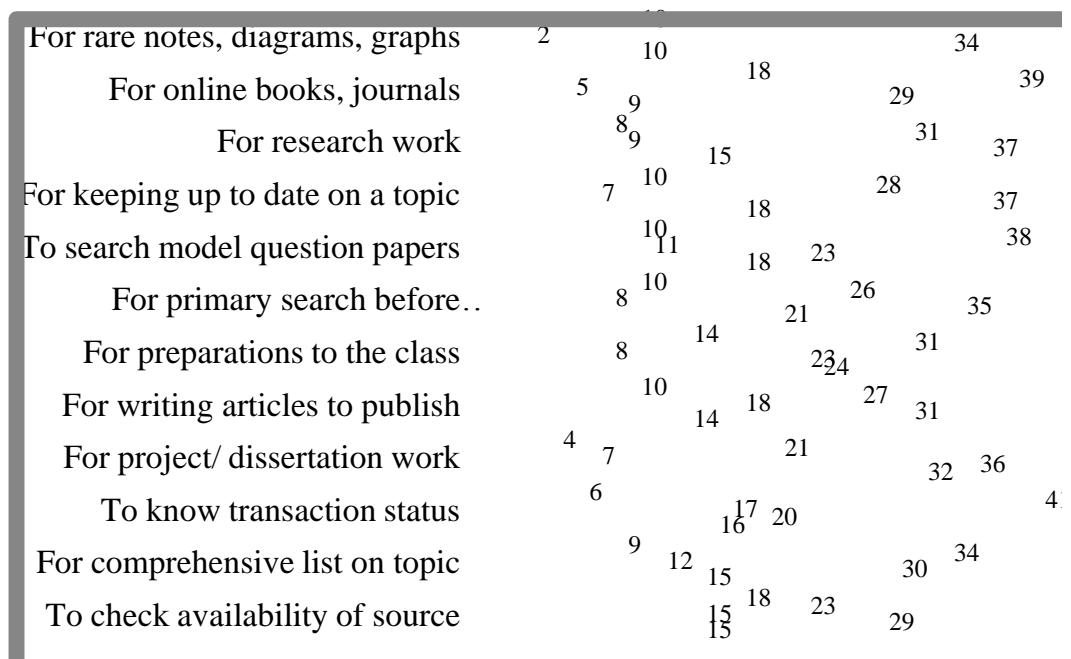 For rare notes, diagrams, graphs 2 10 34
For online books, journals 5 9 18 29 39
For research work 8 9 15 31 37
For keeping up to date on a topic 7 10 18 28 37
To search model question papers 10 11 18 23 38
For primary search before.. 8 10 21 26 35
For preparations to the class 8 14 23 24 31
For writing articles to publish 10 14 18 27 31
For project/ dissertation work 4 7 21 32 36
To know transaction status 6 16 17 20
For comprehensive list on topic 9 12 15 30 34
To check availability of source 15 15 18 23 29